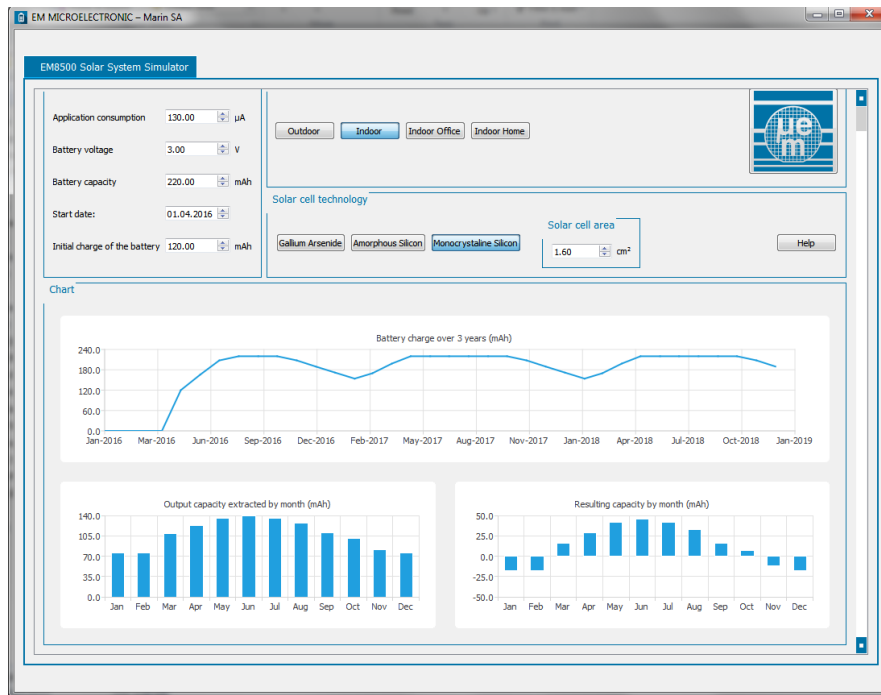 EM MICROELECTRONIC – Marin SA
EM8500 Solar System Simulator
Application consumption 130.00 µA
Battery voltage 3.00 V
Battery capacity 220.00 mAh
Start date: 01.04.2016
Initial charge of the battery 120.00 mAh
Outdoor Indoor Indoor Office Indoor Home
µe
m
Solar cell technology
Gallium Arsenide Amorphous Silicon Monocrystaline Silicon
Solar cell area
1.60 cm²
Help
Chart
Battery charge over 3 years (mAh)
240.0
180.0
120.0
60.0
0.0
Jan-2016 Mar-2016 Jun-2016 Sep-2016 Dec-2016 Feb-2017 May-2017 Aug-2017 Nov-2017 Jan-2018 Apr-2018 Jul-2018 Oct-2018 Jan-2019
Output capacity extracted by month (mAh)
140.0
105.0
70.0
35.0
0.0
Jan Feb Mar Apr May Jun Jul Aug Sep Oct Nov Dec
Resulting capacity by month (mAh)
50.0
25.0
0.0
-25.0
-50.0
Jan Feb Mar Apr May Jun Jul Aug Sep Oct Nov Dec